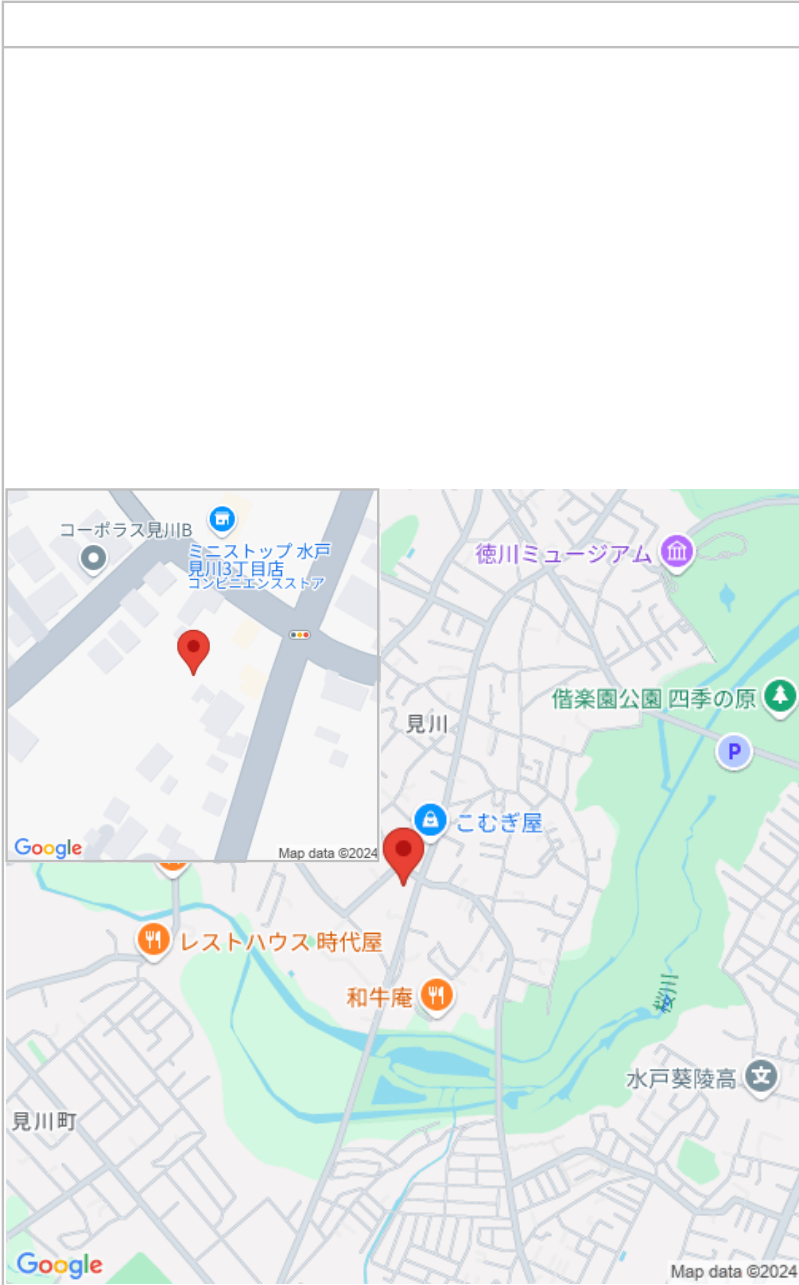 コーポラス見川B
ミニストップ 水戸
見川3丁目店
コンビニエンスストア
Google
Map data ©2024
徳川ミュージアム
偕楽園公園 四季の原
見川
P
こむぎ屋
レストハウス 時代屋
和牛庵
桜川
水戸葵陵高
文
見川町
Google
Map data ©2024